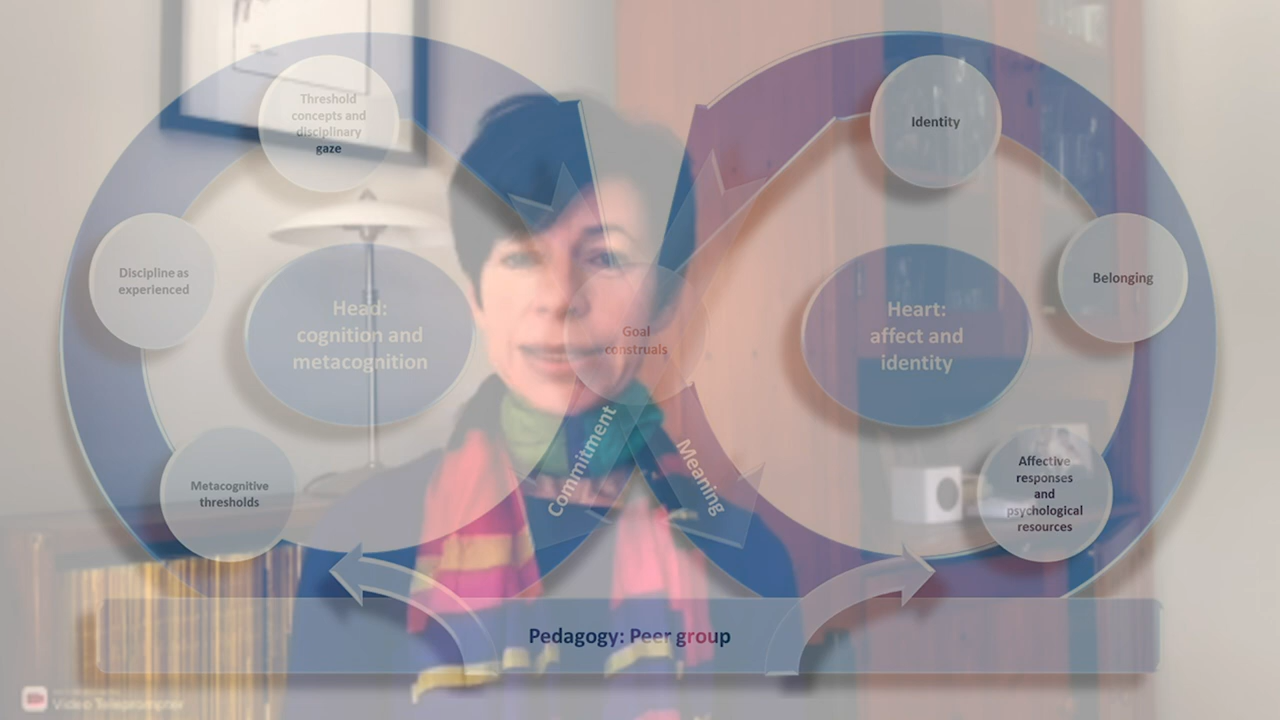 Threshold
concepts and
disciplinary
gaze
Identity
Discipline as
experienced
Belonging
Head:
cognition and
metacognition
Goal
construals
Heart:
affect and
identity
Commitment
Meaning
Metacognitive
thresholds
Affective
responses
and
psychological
resources
Pedagogy: Peer group
Video Teleprompter